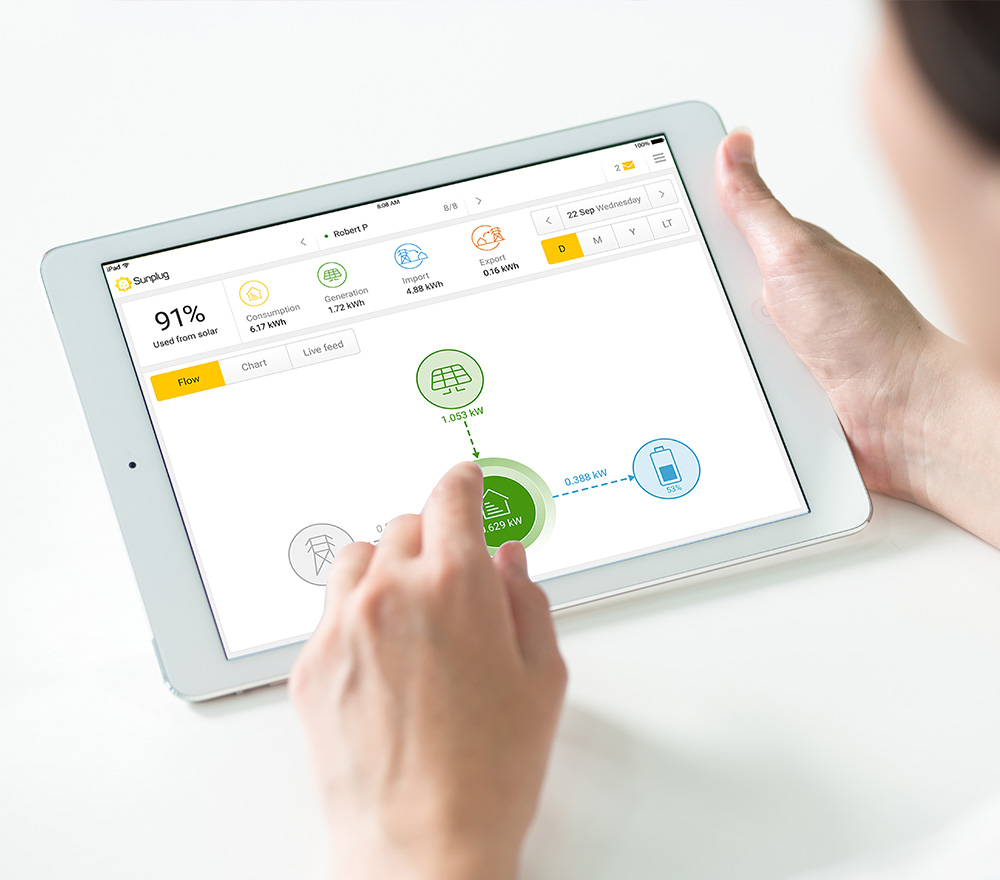 iPad
8:08 AM
100%
Sunplug
Robert P
8/8
2
91%
Used from solar
Consumption
6.17 kWh
Generation
1.72 kWh
Import
4.88 kWh
Export
0.16 kWh
22 Sep Wednesday
D M Y LT
Flow Chart Live feed
1.053 kW
0.388 kW
53%
.629 kW
0.